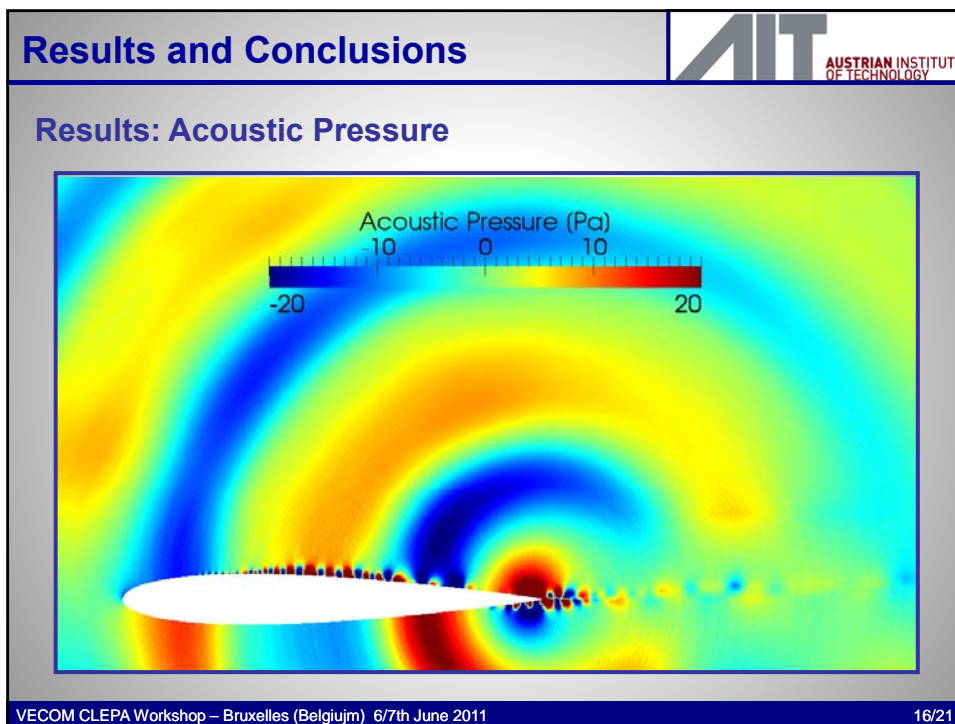 Results and Conclusions
AIT
AUSTRIAN INSTITUT
OF TECHNOLOGY
Results: Acoustic Pressure
Acoustic Pressure (Pa)
-10 0 10
-20 20
VECOM CLEPA Workshop – Bruxelles (Belgiujm) 6/7th June 2011 16/21